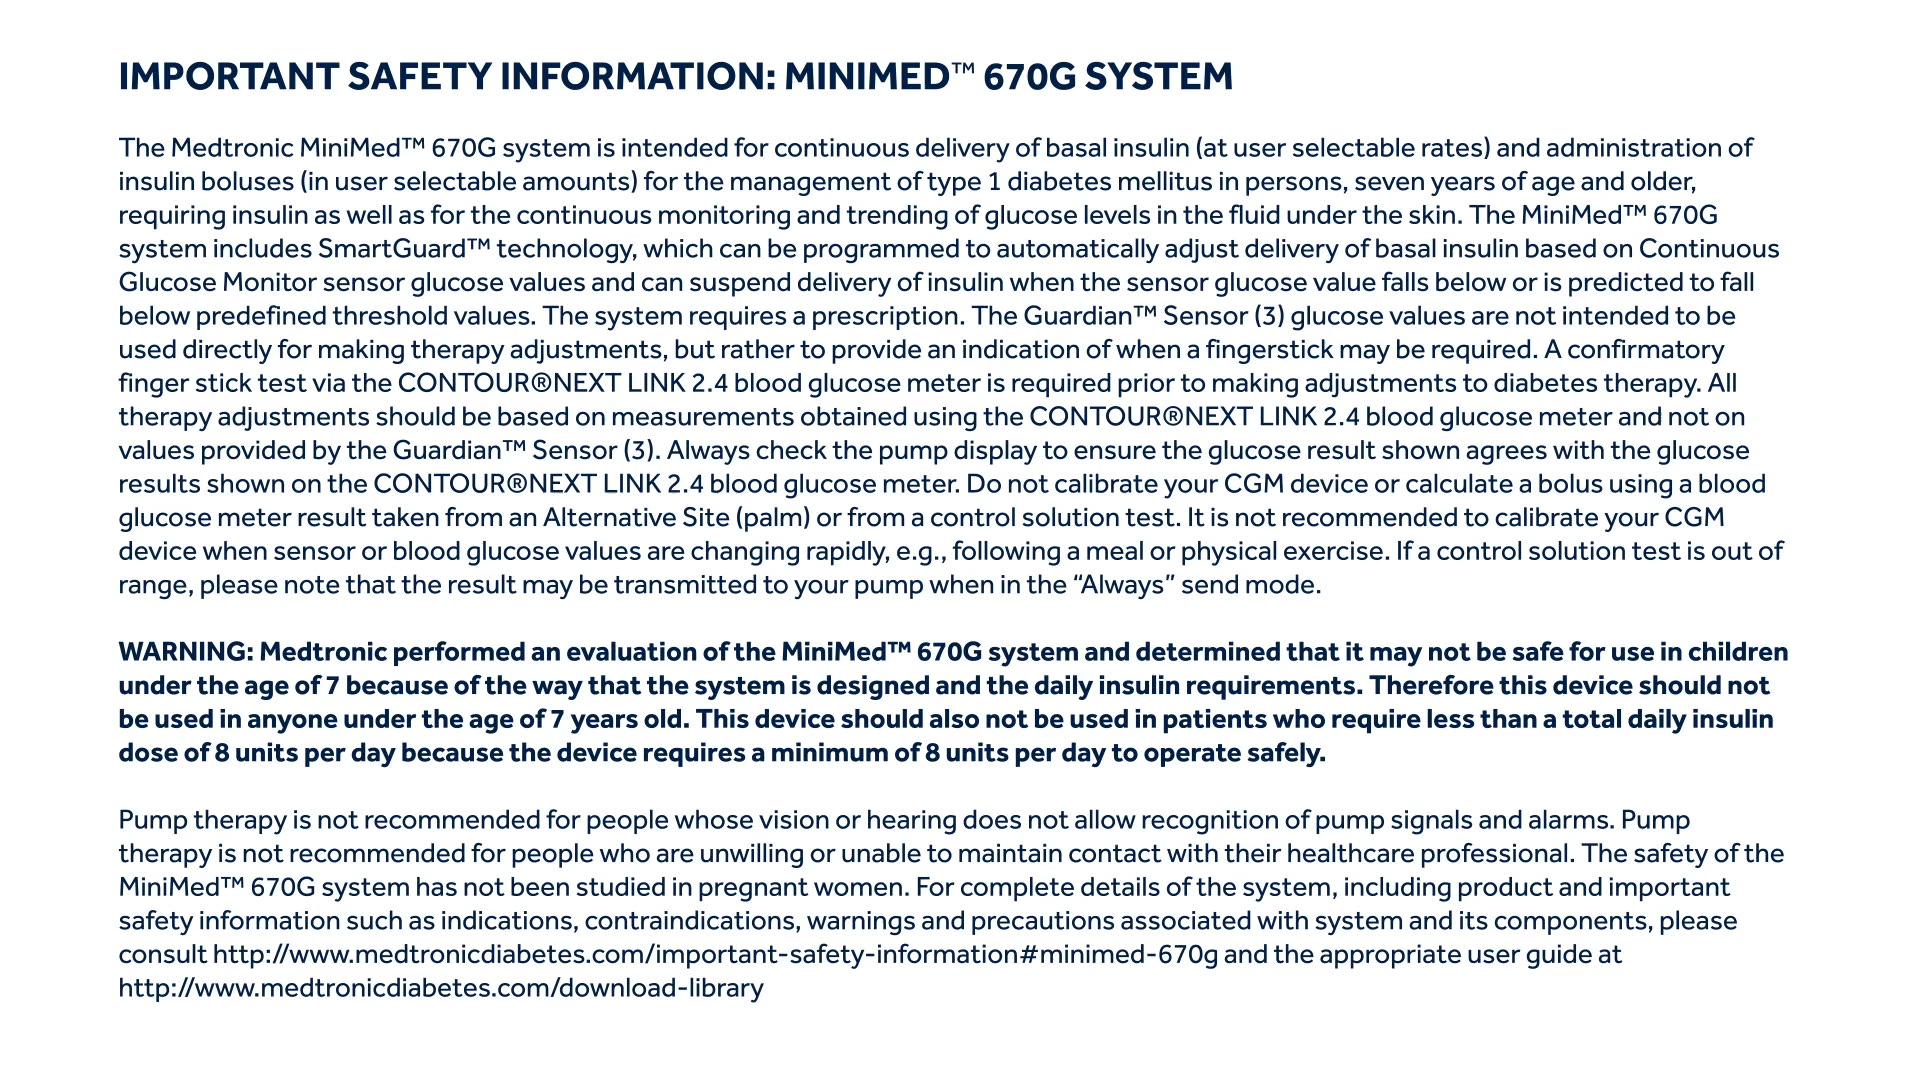 IMPORTANT SAFETY INFORMATION: MINIMED™ 670G SYSTEM
The Medtronic MiniMed™ 670G system is intended for continuous delivery of basal insulin (at user selectable rates) and administration of
insulin boluses (in user selectable amounts) for the management of type 1 diabetes mellitus in persons, seven years of age and older,
requiring insulin as well as for the continuous monitoring and trending of glucose levels in the fluid under the skin. The MiniMed™ 670G
system includes SmartGuard™ technology, which can be programmed to automatically adjust delivery of basal insulin based on Continuous
Glucose Monitor sensor glucose values and can suspend delivery of insulin when the sensor glucose value falls below or is predicted to fall
below predefined threshold values. The system requires a prescription. The Guardian™ Sensor (3) glucose values are not intended to be
used directly for making therapy adjustments, but rather to provide an indication of when a fingerstick may be required. A confirmatory
finger stick test via the CONTOUR®NEXT LINK 2.4 blood glucose meter is required prior to making adjustments to diabetes therapy. All
therapy adjustments should be based on measurements obtained using the CONTOUR®NEXT LINK 2.4 blood glucose meter and not on
values provided by the Guardian™ Sensor (3). Always check the pump display to ensure the glucose result shown agrees with the glucose
results shown on the CONTOUR®NEXT LINK 2.4 blood glucose meter. Do not calibrate your CGM device or calculate a bolus using a blood
glucose meter result taken from an Alternative Site (palm) or from a control solution test. It is not recommended to calibrate your CGM
device when sensor or blood glucose values are changing rapidly, e.g., following a meal or physical exercise. If a control solution test is out of
range, please note that the result may be transmitted to your pump when in the “Always” send mode.
WARNING: Medtronic performed an evaluation of the MiniMed™ 670G system and determined that it may not be safe for use in children
under the age of 7 because of the way that the system is designed and the daily insulin requirements. Therefore this device should not
be used in anyone under the age of 7 years old. This device should also not be used in patients who require less than a total daily insulin
dose of 8 units per day because the device requires a minimum of 8 units per day to operate safely.
Pump therapy is not recommended for people whose vision or hearing does not allow recognition of pump signals and alarms. Pump
therapy is not recommended for people who are unwilling or unable to maintain contact with their healthcare professional. The safety of the
MiniMed™ 670G system has not been studied in pregnant women. For complete details of the system, including product and important
safety information such as indications, contraindications, warnings and precautions associated with system and its components, please
consult http://www.medtronicdiabetes.com/important-safety-information#minimed-670g and the appropriate user guide at
http://www.medtronicdiabetes.com/download-library